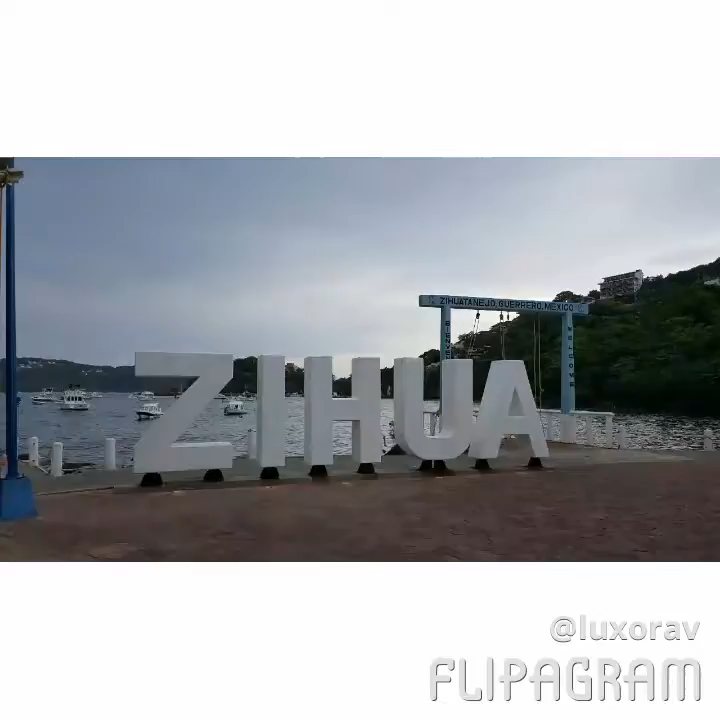 ZIHUATANEJO, GUERRERO, MEXICO
WELCOME
ZIHUA
@luxorav
FLIPAGRAM